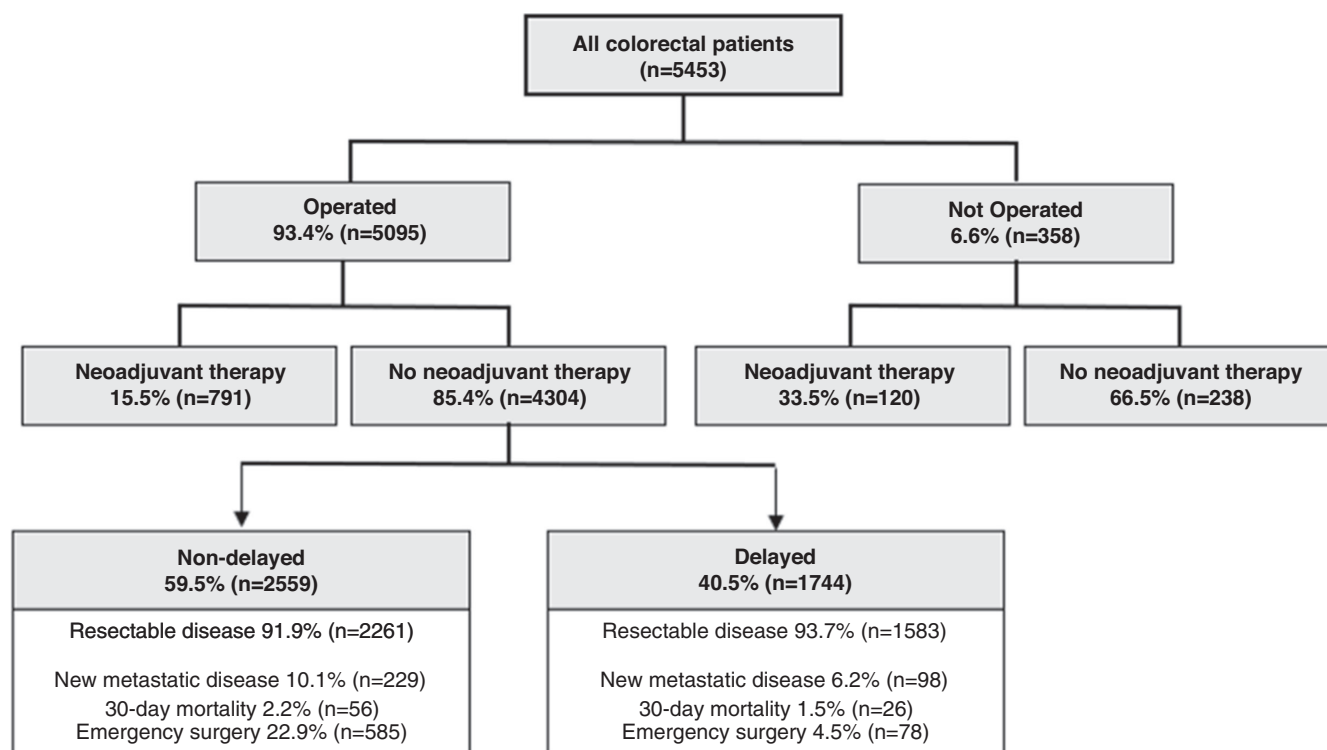 All colorectal patients
(n=5453)
Operated
93.4% (n=5095)
Not Operated
6.6% (n=358)
Neoadjuvant therapy
15.5% (n=791)
No neoadjuvant therapy
85.4% (n=4304)
Neoadjuvant therapy
33.5% (n=120)
No neoadjuvant therapy
66.5% (n=238)
Non-delayed
59.5% (n=2559)
Resectable disease 91.9% (n=2261)
New metastatic disease 10.1% (n=229)
30-day mortality 2.2% (n=56)
Emergency surgery 22.9% (n=585)
Delayed
40.5% (n=1744)
Resectable disease 93.7% (n=1583)
New metastatic disease 6.2% (n=98)
30-day mortality 1.5% (n=26)
Emergency surgery 4.5% (n=78)